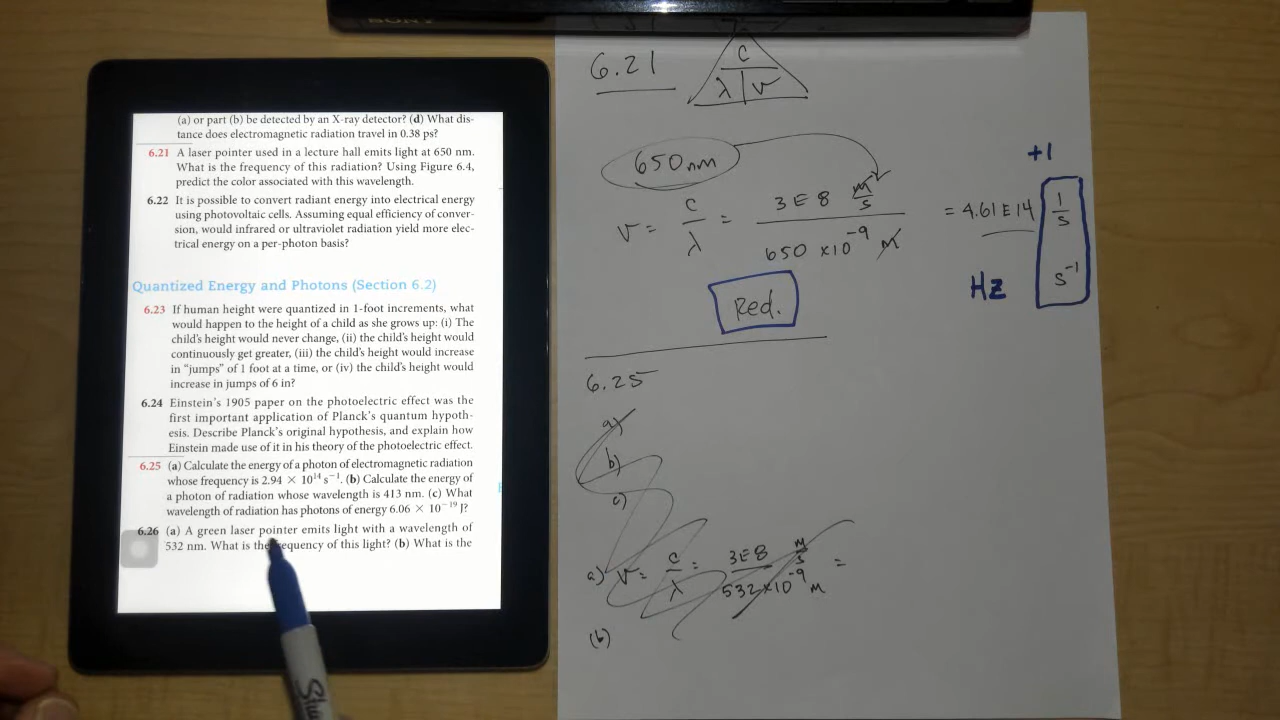 SONY
(a) or part (b) be detected by an X-ray detector? (d) What dis-
tance does electromagnetic radiation travel in 0.38 ps?
6.21 A laser pointer used in a lecture hall emits light at 650 nm.
What is the frequency of this radiation? Using Figure 6.4,
predict the color associated with this wavelength.
6.22 It is possible to convert radiant energy into electrical energy
using photovoltaic cells. Assuming equal efficiency of conver-
sion, would infrared or ultraviolet radiation yield more elec-
trical energy on a per-photon basis?
Quantized Energy and Photons (Section 6.2)
6.23 If human height were quantized in 1-foot increments, what
would happen to the height of a child as she grows up: (i) The
child's height would never change, (ii) the child's height would
continuously get greater, (iii) the child's height would increase
in “jumps” of 1 foot at a time, or (iv) the child's height would
increase in jumps of 6 in?
6.24 Einstein's 1905 paper on the photoelectric effect was the
first important application of Planck's quantum hypoth-
esis. Describe Planck's original hypothesis, and explain how
Einstein made use of it in his theory of the photoelectric effect.
6.25 (a) Calculate the energy of a photon of electromagnetic radiation
whose frequency is 2.94 × 10¹⁴ s⁻¹. (b) Calculate the energy of
a photon of radiation whose wavelength is 413 nm. (c) What
wavelength of radiation has photons of energy 6.06 × 10⁻¹⁹ J?
6.26 (a) A green laser pointer emits light with a wavelength of
532 nm. What is the frequency of this light? (b) What is the
6.21
c
λ | ν
650nm
ν = c/λ = 3E8 m/s / 650 ×10⁻⁹ m = 4.61E14 1/s
+1
Hz
s⁻¹
Red.
6.25
a)
b)
c)
a) ν = c/λ = 3E8 m/s / 532×10⁻⁹ m =
(b)